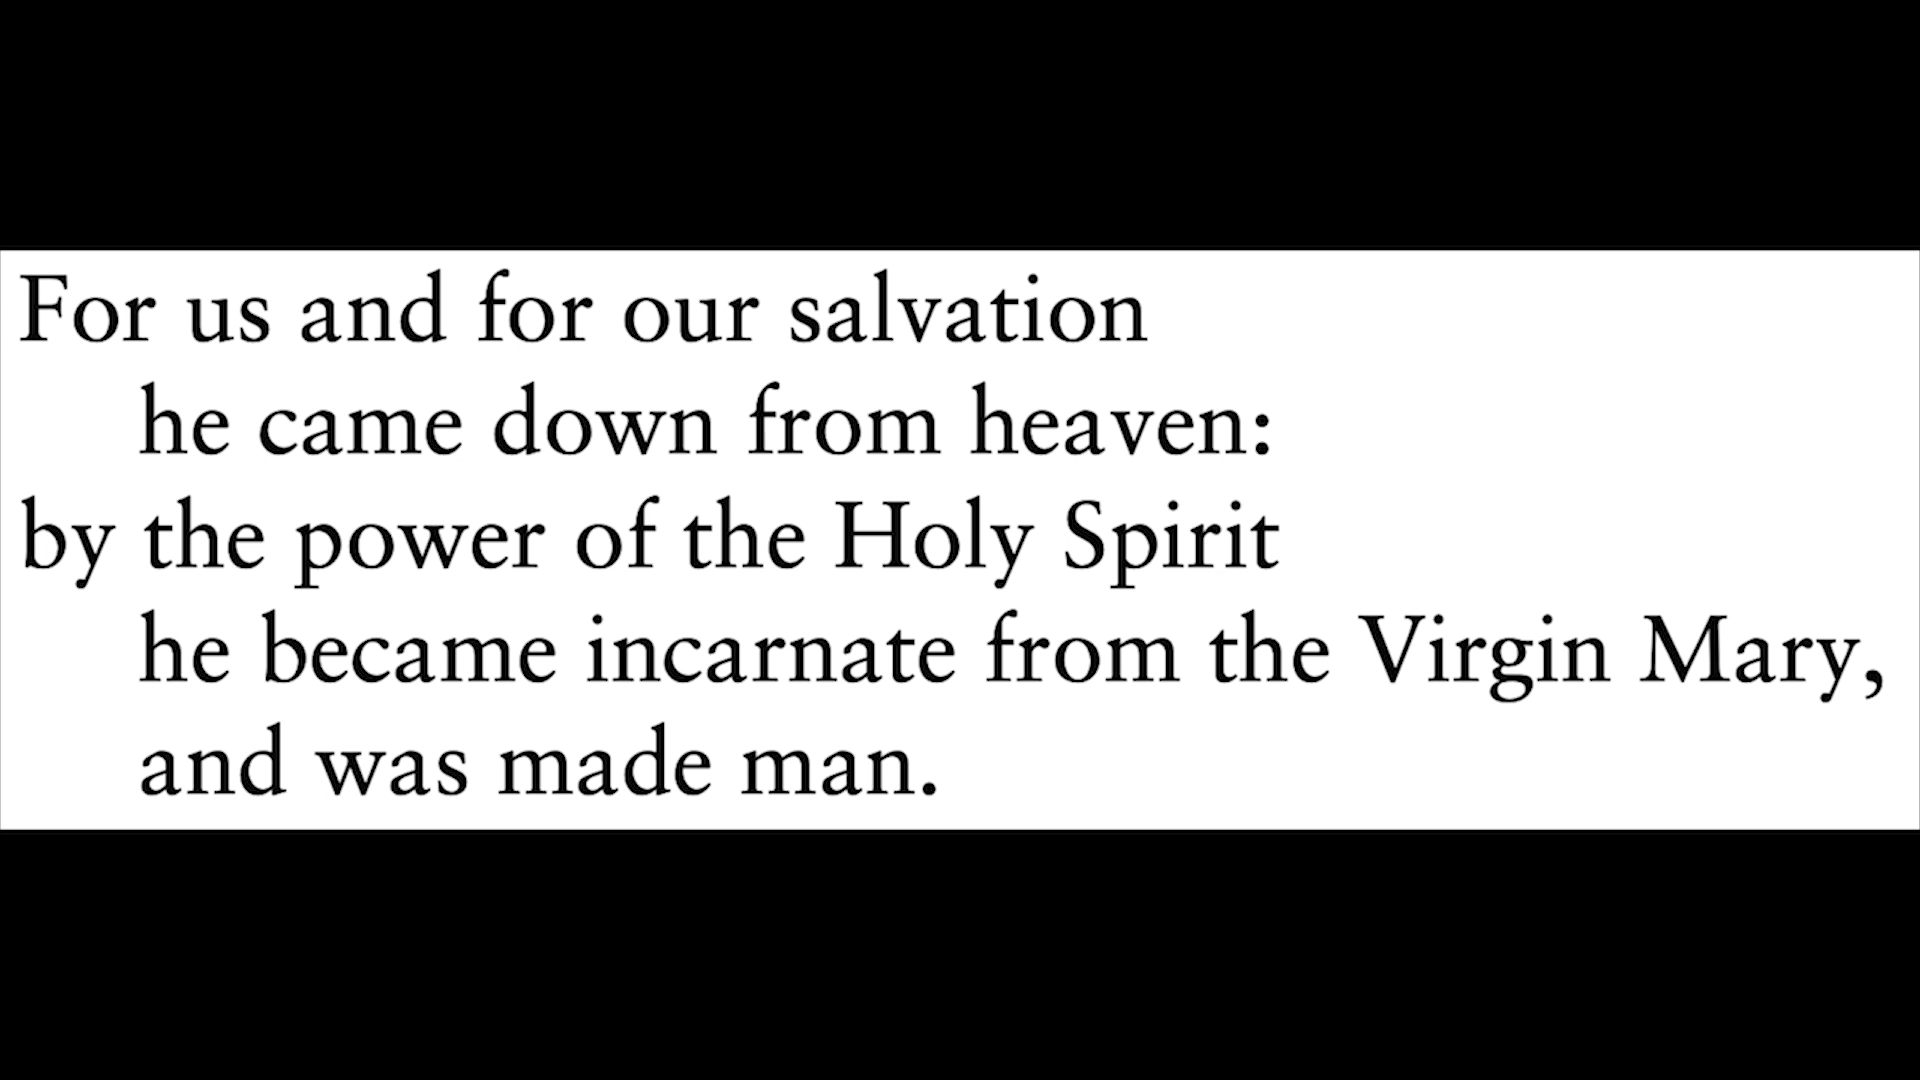 For us and for our salvation
he came down from heaven:
by the power of the Holy Spirit
he became incarnate from the Virgin Mary,
and was made man.